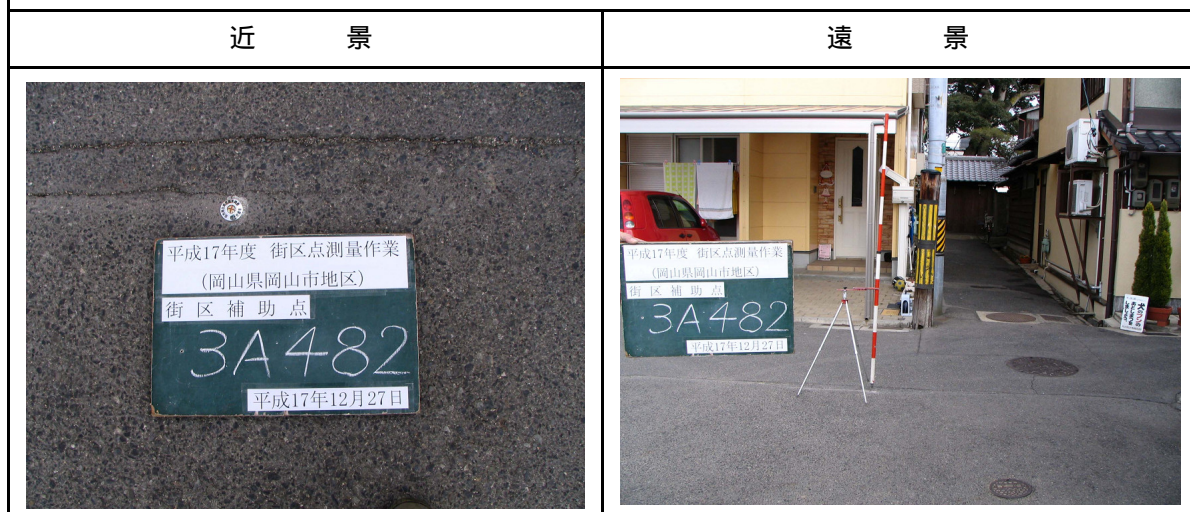 近景
遠景
平成17年度 街区点測量作業
(岡山県岡山市地区)
街区補助点
3A482
平成17年12月27日
平成17年度 街区点測量作業
(岡山県岡山市地区)
街区補助点
3A482
平成17年12月27日